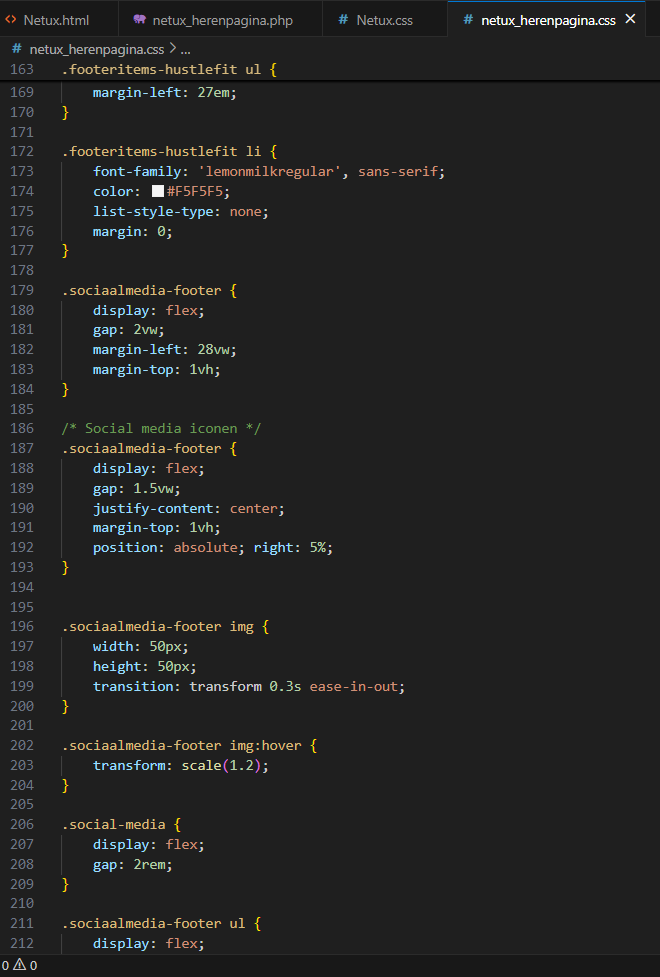 Netux.html netux_herenpagina.php # Netux.css # netux_herenpagina.css ✕
# netux_herenpagina.css > ...
163 .footeritems-hustlefit ul {
169 margin-left: 27em;
170 }
171
172 .footeritems-hustlefit li {
173 font-family: 'lemonmilkregular', sans-serif;
174 color: #F5F5F5;
175 list-style-type: none;
176 margin: 0;
177 }
178
179 .sociaalmedia-footer {
180 display: flex;
181 gap: 2vw;
182 margin-left: 28vw;
183 margin-top: 1vh;
184 }
185
186 /* Social media iconen */
187 .sociaalmedia-footer {
188 display: flex;
189 gap: 1.5vw;
190 justify-content: center;
191 margin-top: 1vh;
192 position: absolute; right: 5%;
193 }
194
195
196 .sociaalmedia-footer img {
197 width: 50px;
198 height: 50px;
199 transition: transform 0.3s ease-in-out;
200 }
201
202 .sociaalmedia-footer img:hover {
203 transform: scale(1.2);
204 }
205
206 .social-media {
207 display: flex;
208 gap: 2rem;
209 }
210
211 .sociaalmedia-footer ul {
212 display: flex;
0 ⚠ 0